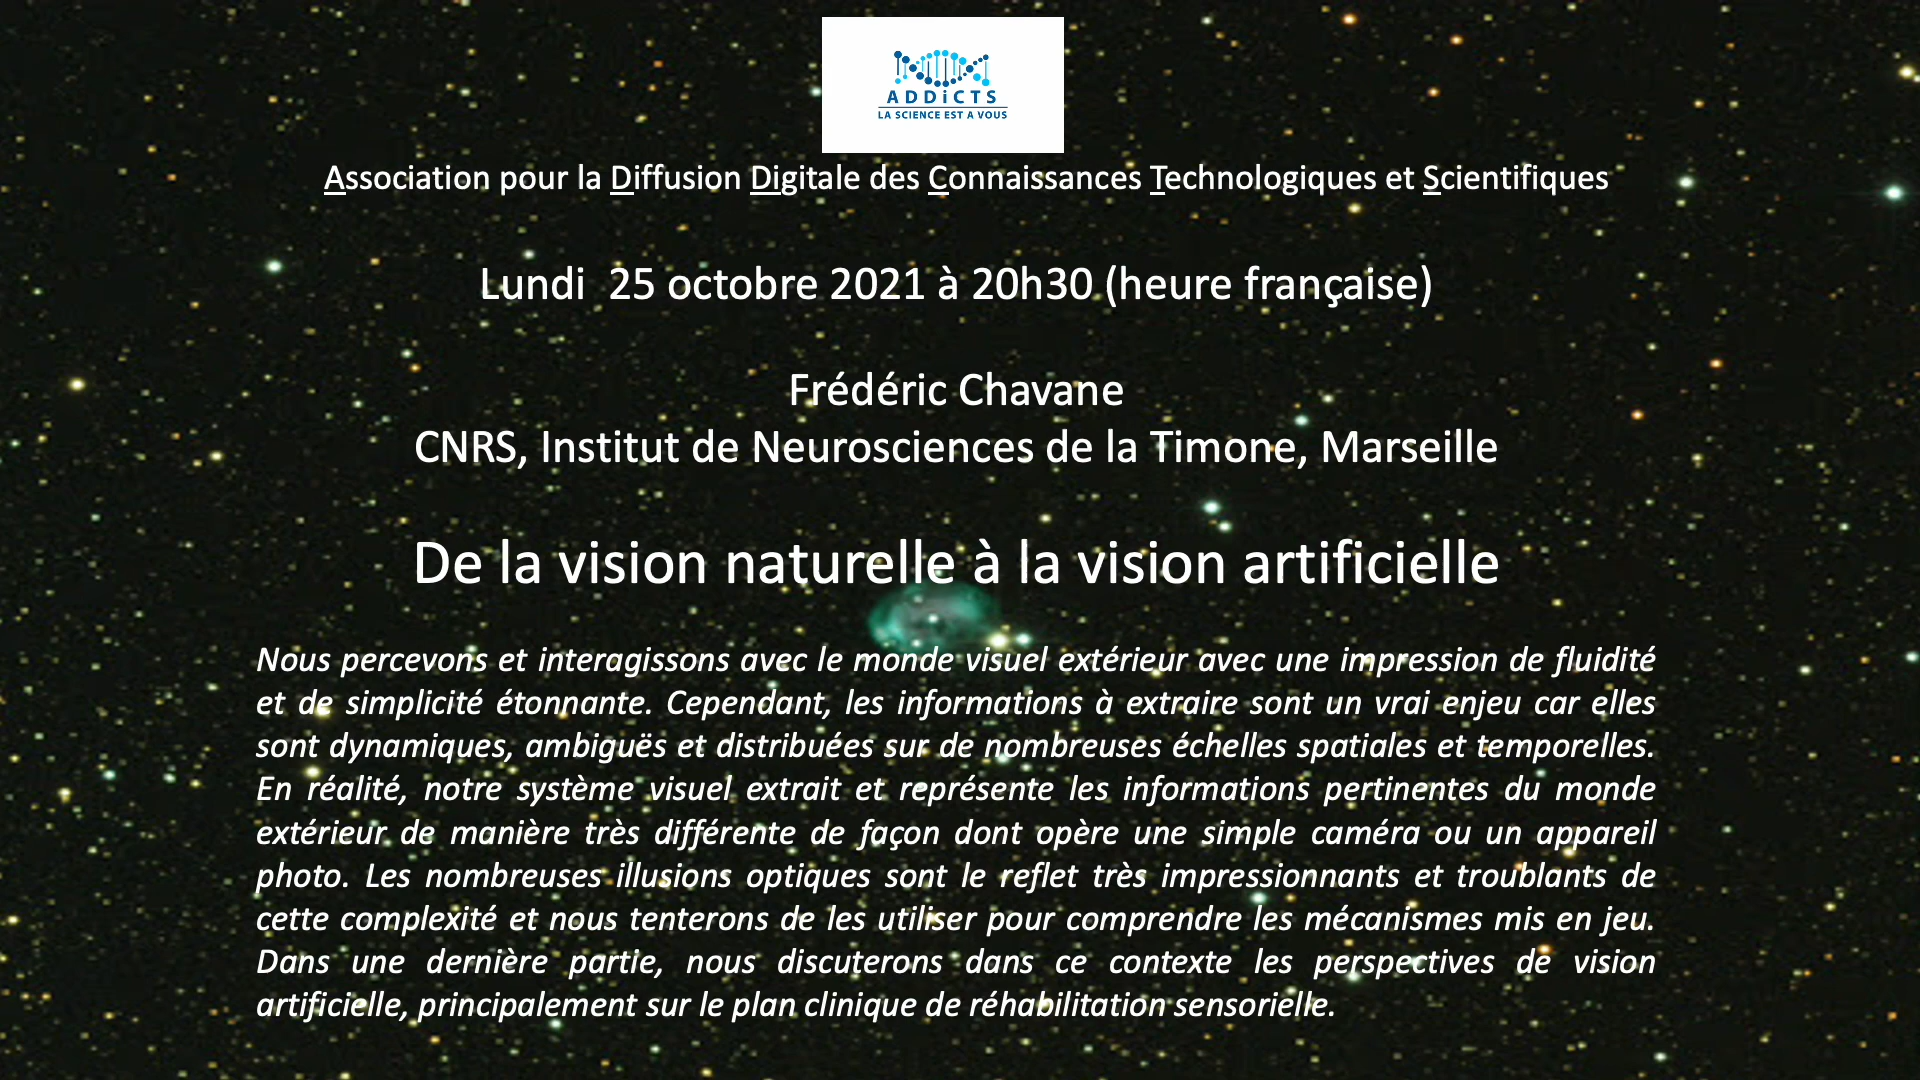 ADDiCTS
LA SCIENCE EST A VOUS
Association pour la Diffusion Digitale des Connaissances Technologiques et Scientifiques
Lundi  25 octobre 2021 à 20h30 (heure française)
Frédéric Chavane
CNRS, Institut de Neurosciences de la Timone, Marseille
De la vision naturelle à la vision artificielle
Nous percevons et interagissons avec le monde visuel extérieur avec une impression de fluidité
et de simplicité étonnante. Cependant, les informations à extraire sont un vrai enjeu car elles
sont dynamiques, ambiguës et distribuées sur de nombreuses échelles spatiales et temporelles.
En réalité, notre système visuel extrait et représente les informations pertinentes du monde
extérieur de manière très différente de façon dont opère une simple caméra ou un appareil
photo. Les nombreuses illusions optiques sont le reflet très impressionnants et troublants de
cette complexité et nous tenterons de les utiliser pour comprendre les mécanismes mis en jeu.
Dans une dernière partie, nous discuterons dans ce contexte les perspectives de vision
artificielle, principalement sur le plan clinique de réhabilitation sensorielle.